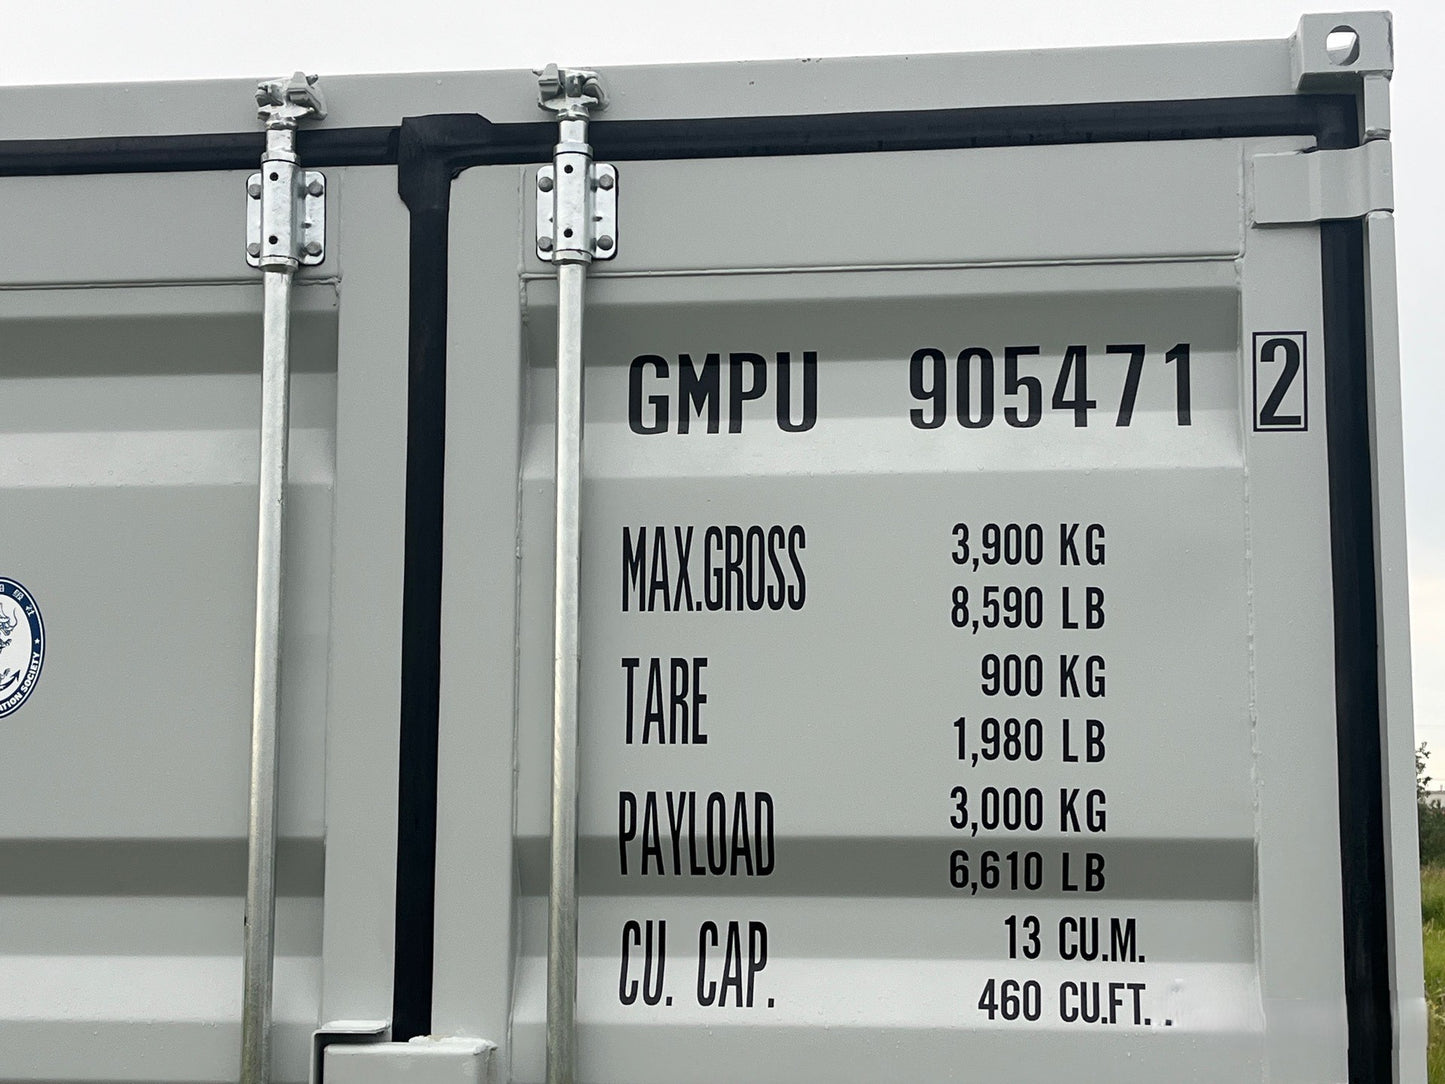 GMPU 905471 2
MAX.GROSS 3,900 KG
8,590 LB
TARE 900 KG
1,980 LB
PAYLOAD 3,000 KG
6,610 LB
CU. CAP. 13 CU.M.
460 CU.FT. .
SOCIETY